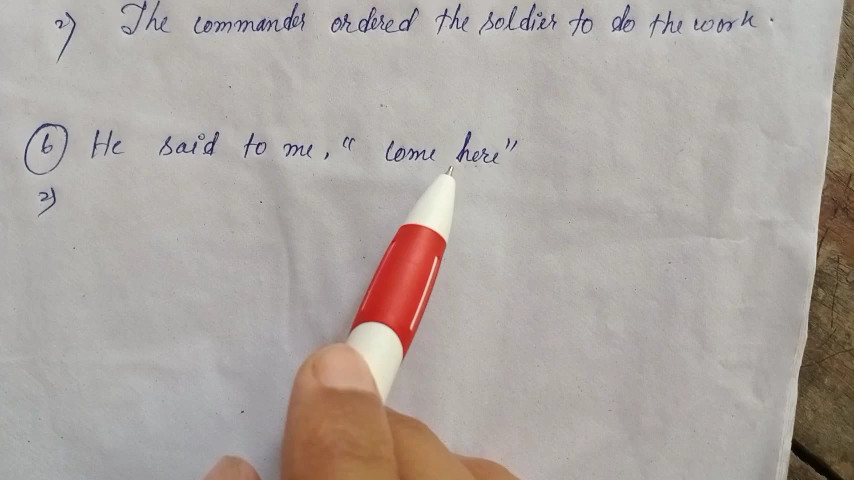 2) The commander ordered the soldier to do the work.
6 He said to me, " come here"
2)